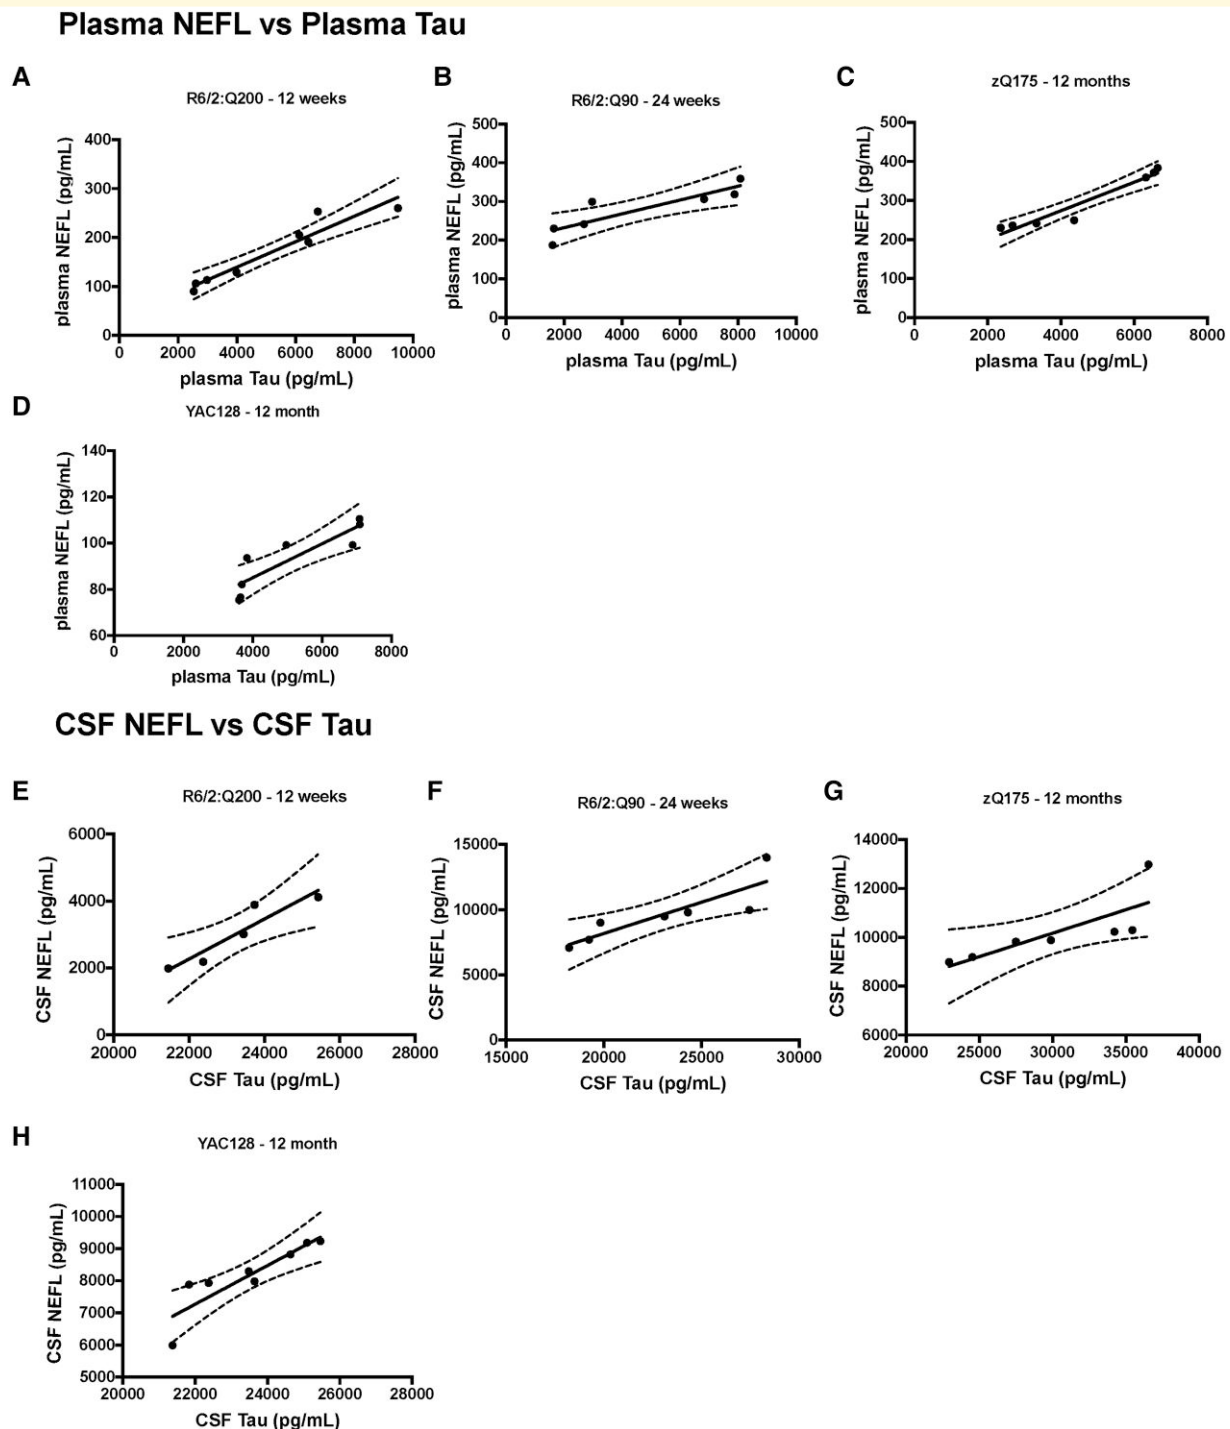 Plasma NEFL vs Plasma Tau
A
R6/2:Q200 - 12 weeks
plasma NEFL (pg/mL)
400
300
200
100
0
0 2000 4000 6000 8000 10000
plasma Tau (pg/mL)
B
R6/2:Q90 - 24 weeks
plasma NEFL (pg/mL)
500
400
300
200
100
0
0 2000 4000 6000 8000 10000
plasma Tau (pg/mL)
C
zQ175 - 12 months
plasma NEFL (pg/mL)
500
400
300
200
100
0
0 2000 4000 6000 8000
plasma Tau (pg/mL)
D
YAC128 - 12 month
plasma NEFL (pg/mL)
140
120
100
80
60
0 2000 4000 6000 8000
plasma Tau (pg/mL)
CSF NEFL vs CSF Tau
E
R6/2:Q200 - 12 weeks
CSF NEFL (pg/mL)
6000
4000
2000
0
20000 22000 24000 26000 28000
CSF Tau (pg/mL)
F
R6/2:Q90 - 24 weeks
CSF NEFL (pg/mL)
15000
10000
5000
0
15000 20000 25000 30000
CSF Tau (pg/mL)
G
zQ175 - 12 months
CSF NEFL (pg/mL)
14000
12000
10000
8000
6000
20000 25000 30000 35000 40000
CSF Tau (pg/mL)
H
YAC128 - 12 month
CSF NEFL (pg/mL)
11000
10000
9000
8000
7000
6000
5000
20000 22000 24000 26000 28000
CSF Tau (pg/mL)